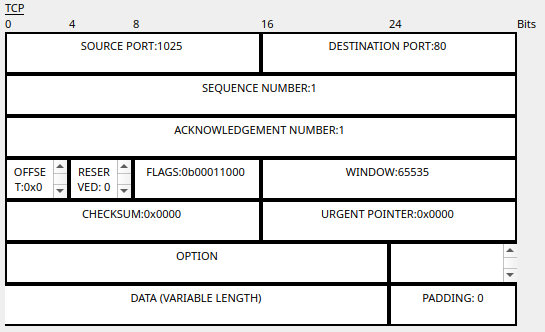 TCP
0 4 8 16 24 Bits
SOURCE PORT:1025 DESTINATION PORT:80
SEQUENCE NUMBER:1
ACKNOWLEDGEMENT NUMBER:1
OFFSE RESER FLAGS:0b00011000 WINDOW:65535
T:0x0 VED: 0
CHECKSUM:0x0000 URGENT POINTER:0x0000
OPTION
DATA (VARIABLE LENGTH) PADDING: 0